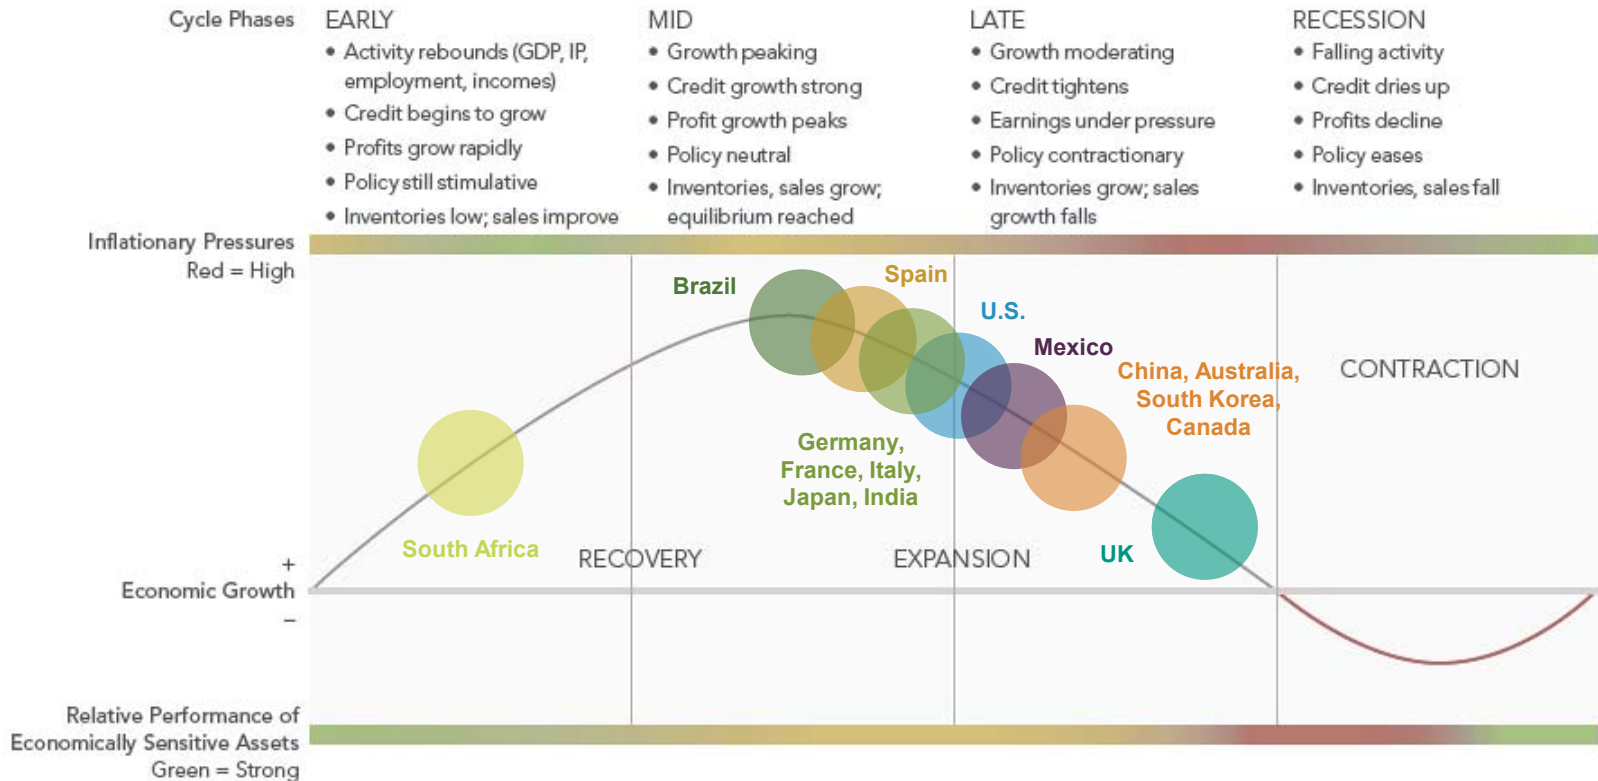 Cycle Phases
EARLY
• Activity rebounds (GDP, IP,
employment, incomes)
• Credit begins to grow
• Profits grow rapidly
• Policy still stimulative
• Inventories low; sales improve
MID
• Growth peaking
• Credit growth strong
• Profit growth peaks
• Policy neutral
• Inventories, sales grow;
equilibrium reached
LATE
• Growth moderating
• Credit tightens
• Earnings under pressure
• Policy contractionary
• Inventories grow; sales
growth falls
RECESSION
• Falling activity
• Credit dries up
• Profits decline
• Policy eases
• Inventories, sales fall
Inflationary Pressures
Red = High
Brazil
Spain
U.S.
Mexico
China, Australia,
South Korea,
Canada
CONTRACTION
Germany,
France, Italy,
Japan, India
South Africa
RECOVERY
EXPANSION
UK
+
Economic Growth
–
Relative Performance of
Economically Sensitive Assets
Green = Strong